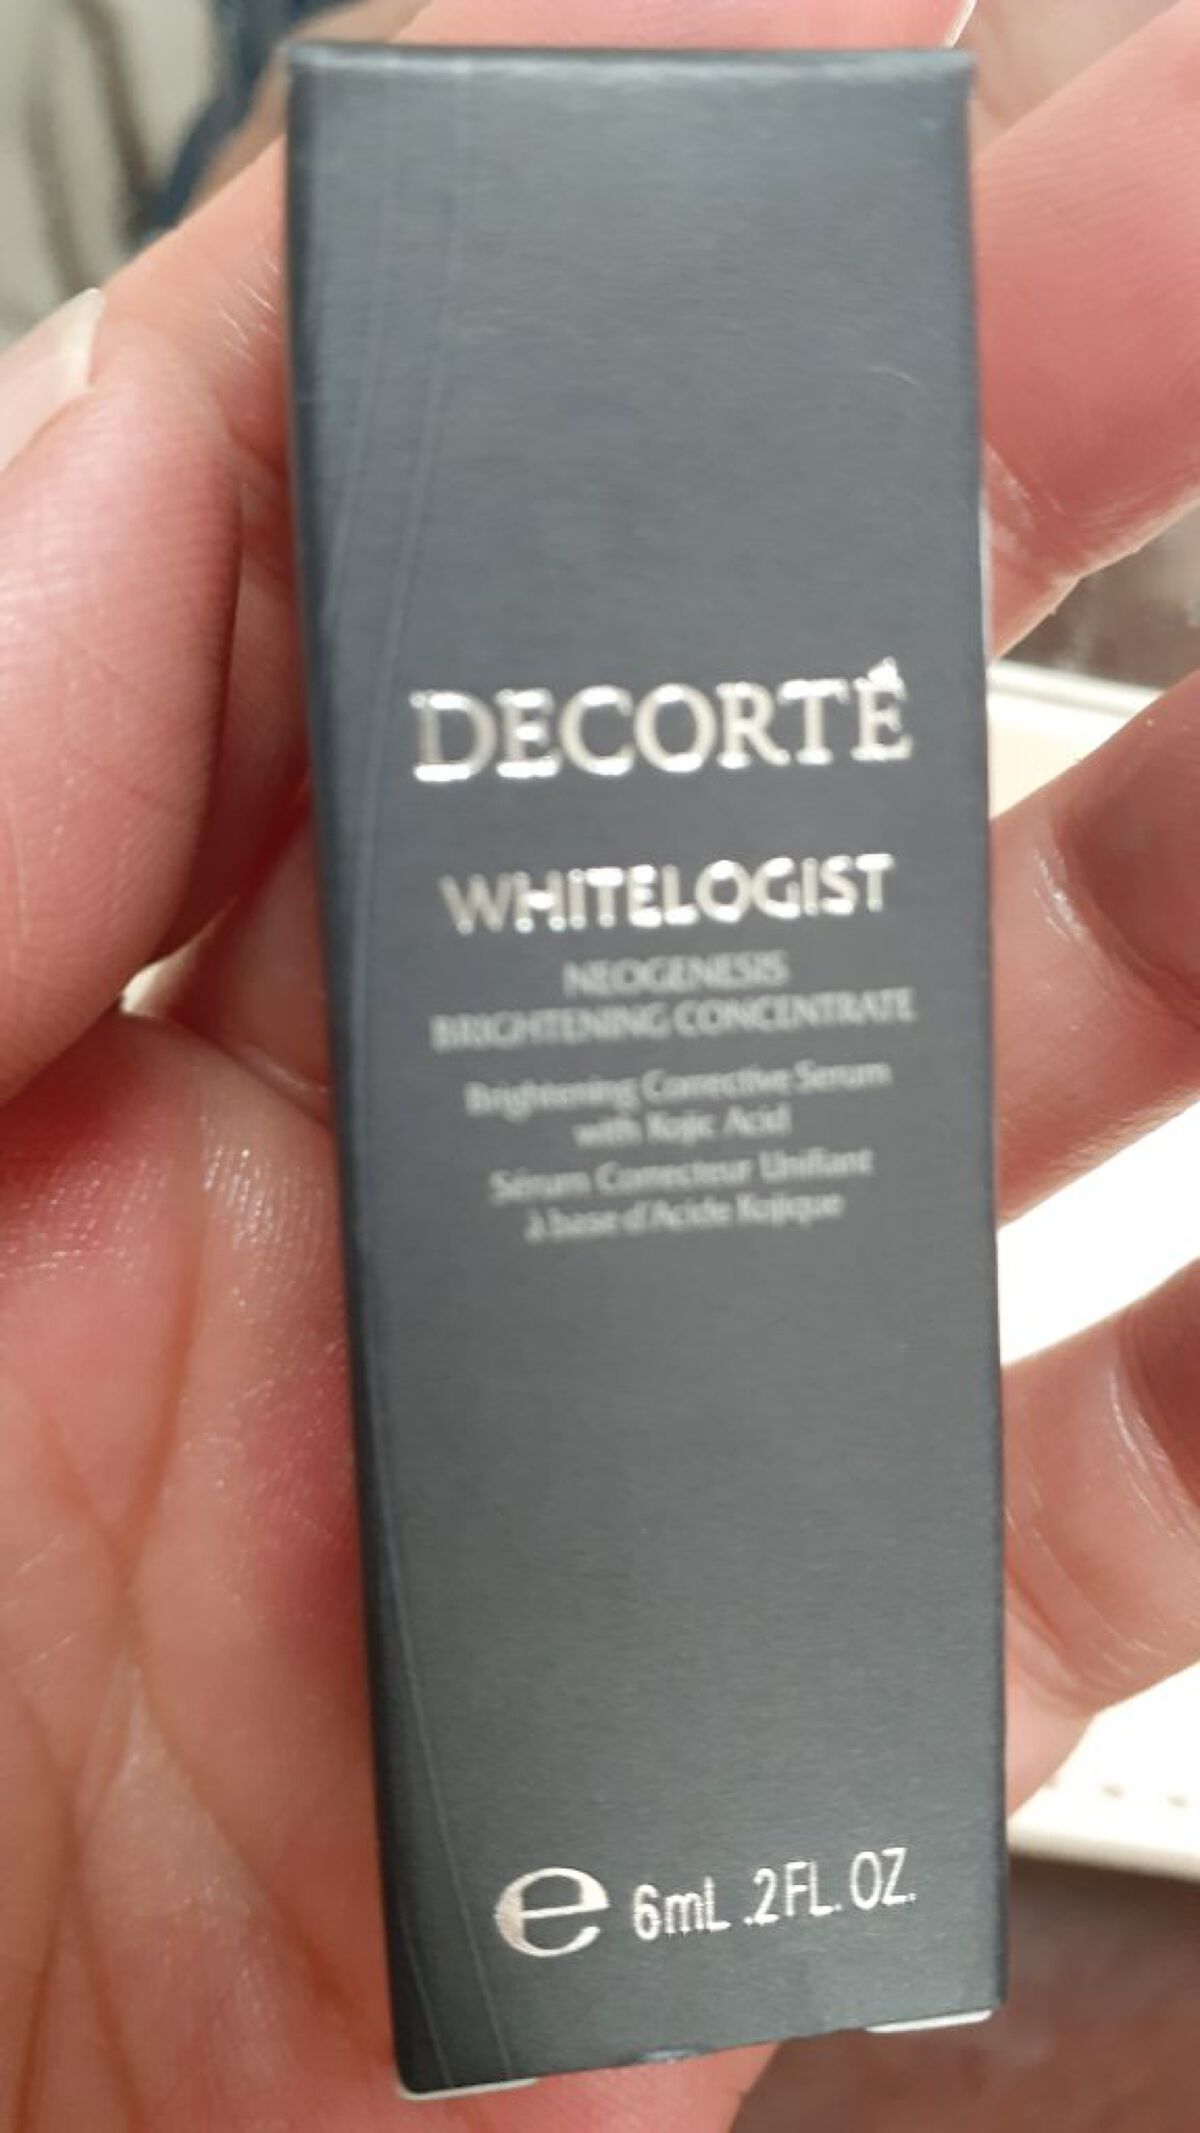 DECORTÉ
WHITELOGIST
NEOGENESIS
BRIGHTENING CONCENTRATE
Brightening Corrective Serum
with Kojic Acid
Sérum Correcteur Unifiant
à base d'Acide Kojique
e 6mL .2FL. OZ.